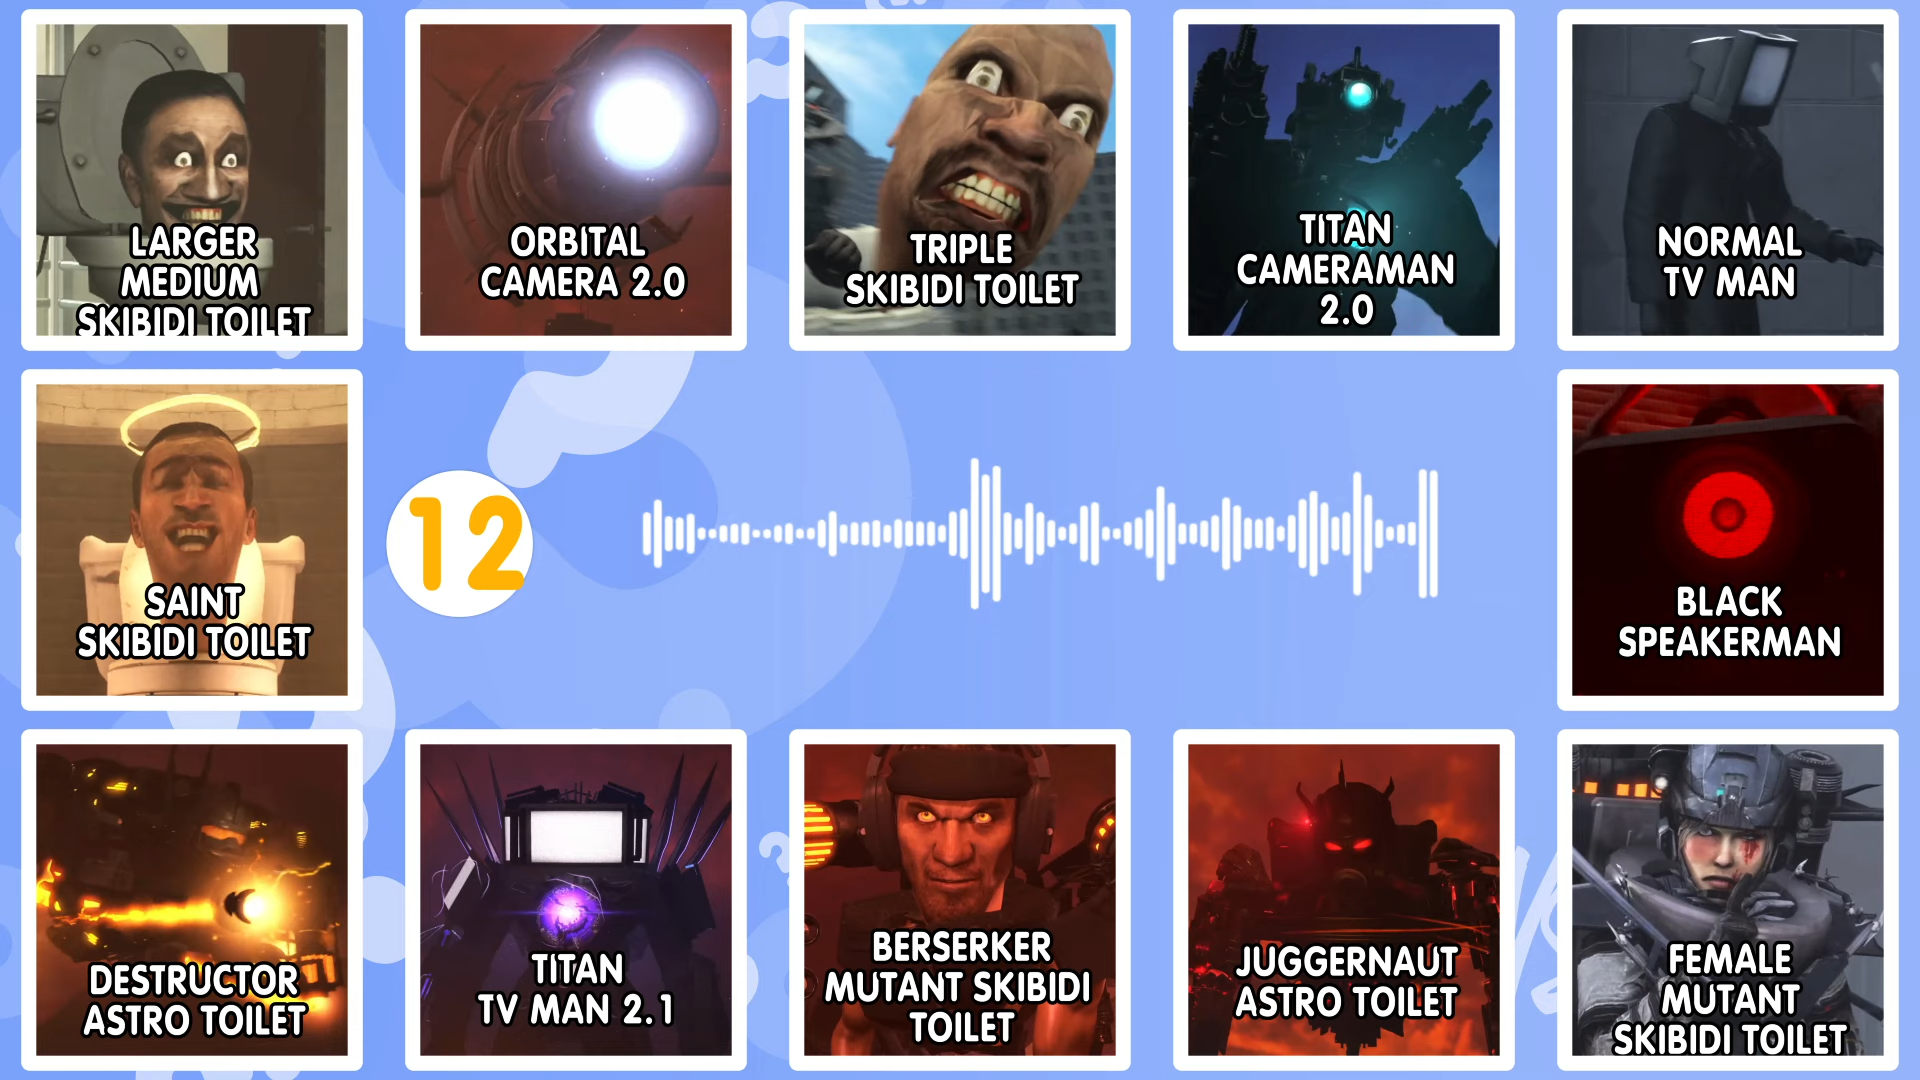 LARGER
MEDIUM
SKIBIDI TOILET
ORBITAL
CAMERA 2.0
TRIPLE
SKIBIDI TOILET
TITAN
CAMERAMAN
2.0
NORMAL
TV MAN
SAINT
SKIBIDI TOILET
12
BLACK
SPEAKERMAN
DESTRUCTOR
ASTRO TOILET
TITAN
TV MAN 2.1
BERSERKER
MUTANT SKIBIDI
TOILET
JUGGERNAUT
ASTRO TOILET
FEMALE
MUTANT
SKIBIDI TOILET